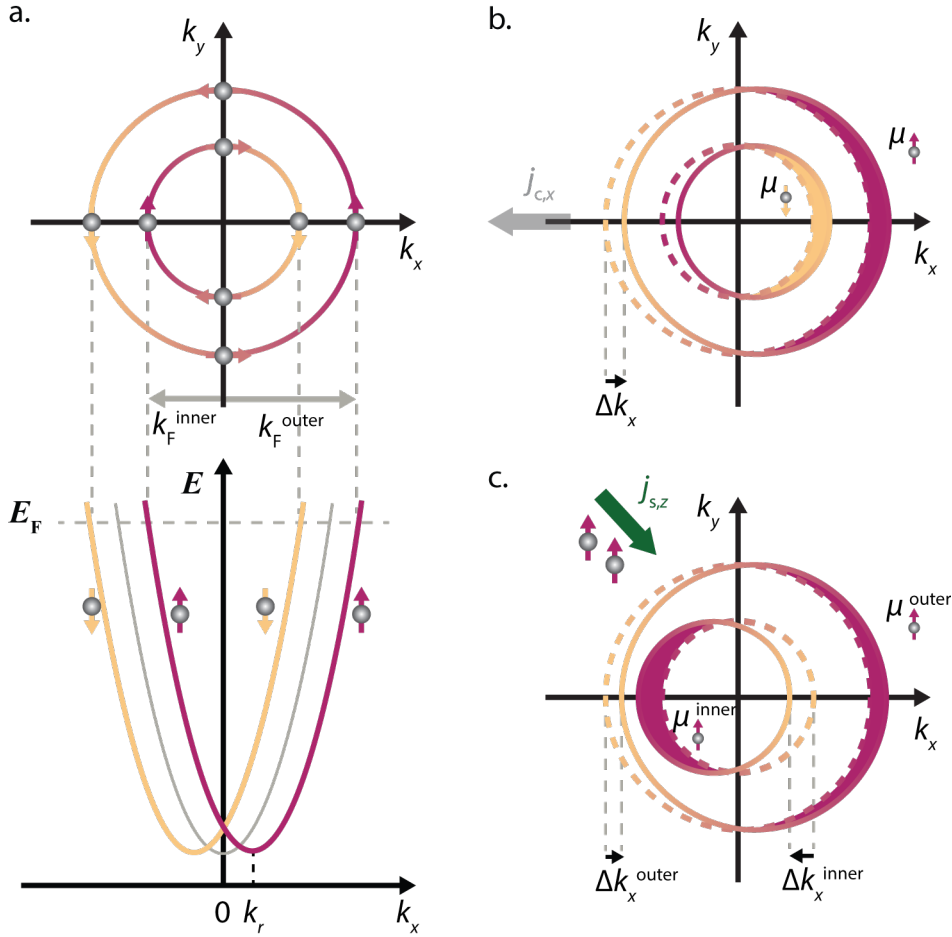 a.
k_y
k_x
k_F^inner
k_F^outer
E
E_F
0
k_r
k_x
b.
j_c,x
μ
μ
k_x
Δk_x
c.
j_s,z
k_y
μ^outer
μ^inner
k_x
Δk_x^outer
Δk_x^inner